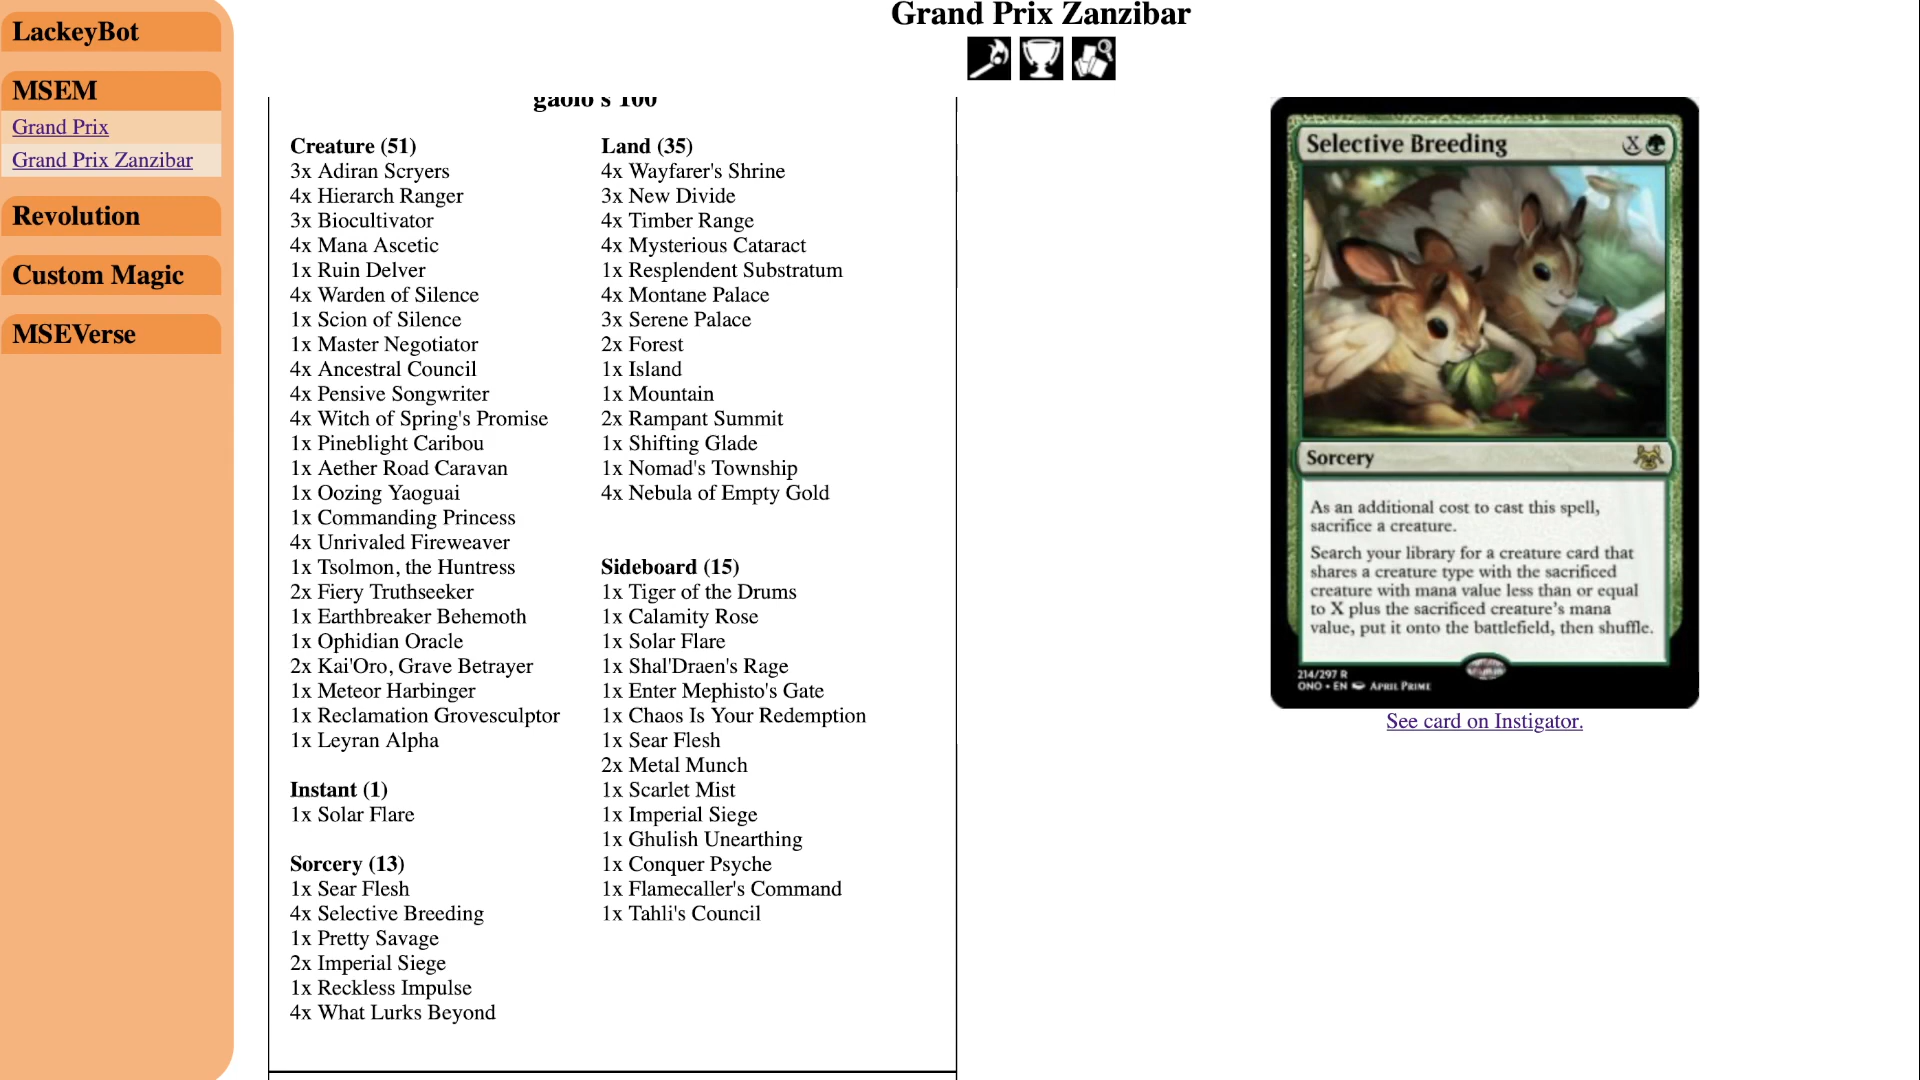 Grand Prix Zanzibar
LackeyBot
MSEM
Grand Prix
Grand Prix Zanzibar
Revolution
Custom Magic
MSEVerse
's 100
Creature (51)
3x Adiran Scryers
4x Hierarch Ranger
3x Biocultivator
4x Mana Ascetic
1x Ruin Delver
4x Warden of Silence
1x Scion of Silence
1x Master Negotiator
4x Ancestral Council
4x Pensive Songwriter
4x Witch of Spring's Promise
1x Pineblight Caribou
1x Aether Road Caravan
1x Oozing Yaoguai
1x Commanding Princess
4x Unrivaled Fireweaver
1x Tsolmon, the Huntress
2x Fiery Truthseeker
1x Earthbreaker Behemoth
1x Ophidian Oracle
2x Kai'Oro, Grave Betrayer
1x Meteor Harbinger
1x Reclamation Grovesculptor
1x Leyran Alpha
Instant (1)
1x Solar Flare
Sorcery (13)
1x Sear Flesh
4x Selective Breeding
1x Pretty Savage
2x Imperial Siege
1x Reckless Impulse
4x What Lurks Beyond
Land (35)
4x Wayfarer's Shrine
3x New Divide
4x Timber Range
4x Mysterious Cataract
1x Resplendent Substratum
4x Montane Palace
3x Serene Palace
2x Forest
1x Island
1x Mountain
2x Rampant Summit
1x Shifting Glade
1x Nomad's Township
4x Nebula of Empty Gold
Sideboard (15)
1x Tiger of the Drums
1x Calamity Rose
1x Solar Flare
1x Shal'Draen's Rage
1x Enter Mephisto's Gate
1x Chaos Is Your Redemption
1x Sear Flesh
2x Metal Munch
1x Scarlet Mist
1x Imperial Siege
1x Ghulish Unearthing
1x Conquer Psyche
1x Flamecaller's Command
1x Tahli's Council
Selective Breeding X
Sorcery
As an additional cost to cast this spell,
sacrifice a creature.
Search your library for a creature card that
shares a creature type with the sacrificed
creature with mana value less than or equal
to X plus the sacrificed creature's mana
value, put it onto the battlefield, then shuffle.
214/297 R
ONO • EN April Prime
See card on Instigator.